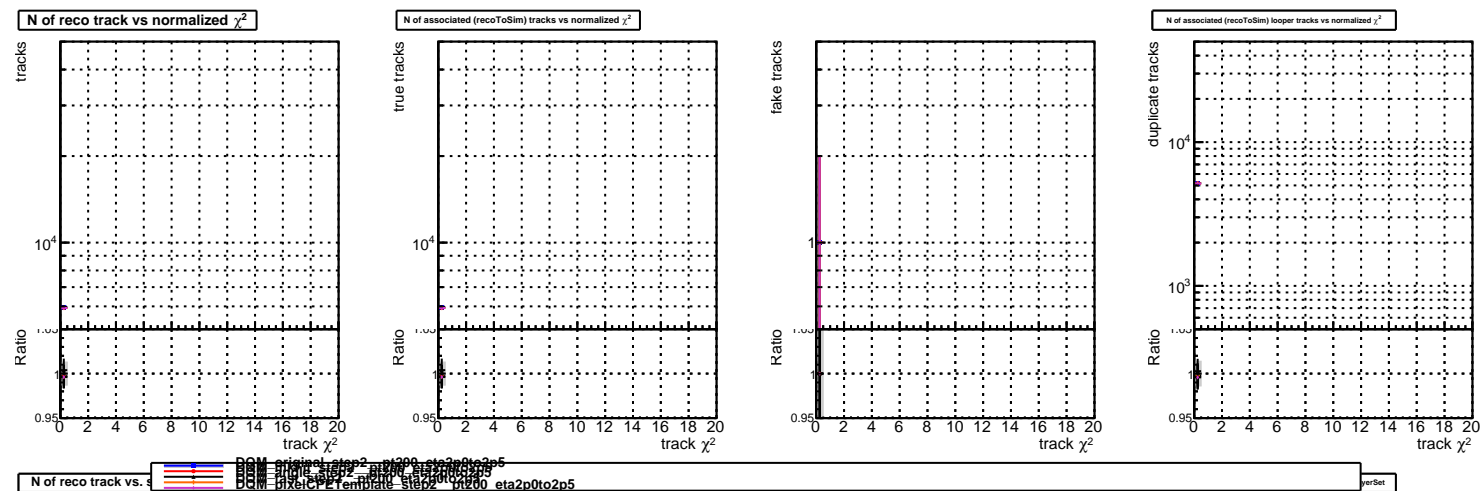 N of reco track vs normalized χ²
N of associated (recoToSim) tracks vs normalized χ²
N of associated (recoToSim) looper tracks vs normalized χ²
tracks
10⁴
Ratio
1
0.95
0 2 4 6 8 10 12 14 16 18 20
track χ²
true tracks
10⁴
Ratio
1
0.95
0 2 4 6 8 10 12 14 16 18 20
track χ²
fake tracks
1
Ratio
1
0.95
0 2 4 6 8 10 12 14 16 18 20
track χ²
duplicate tracks
10⁴
10³
Ratio
1
0.95
0 2 4 6 8 10 12 14 16 18 20
track χ²
DQM_original_step2__pt200_eta2p0to2p5
DQM_angle_step2__pt200_eta2p0to2p5
DQM_fast_step2__pt200_eta2p0to2p5
DQM_pixelCPETemplate_step2__pt200_eta2p0to2p5
N of reco track vs. s
yerSet